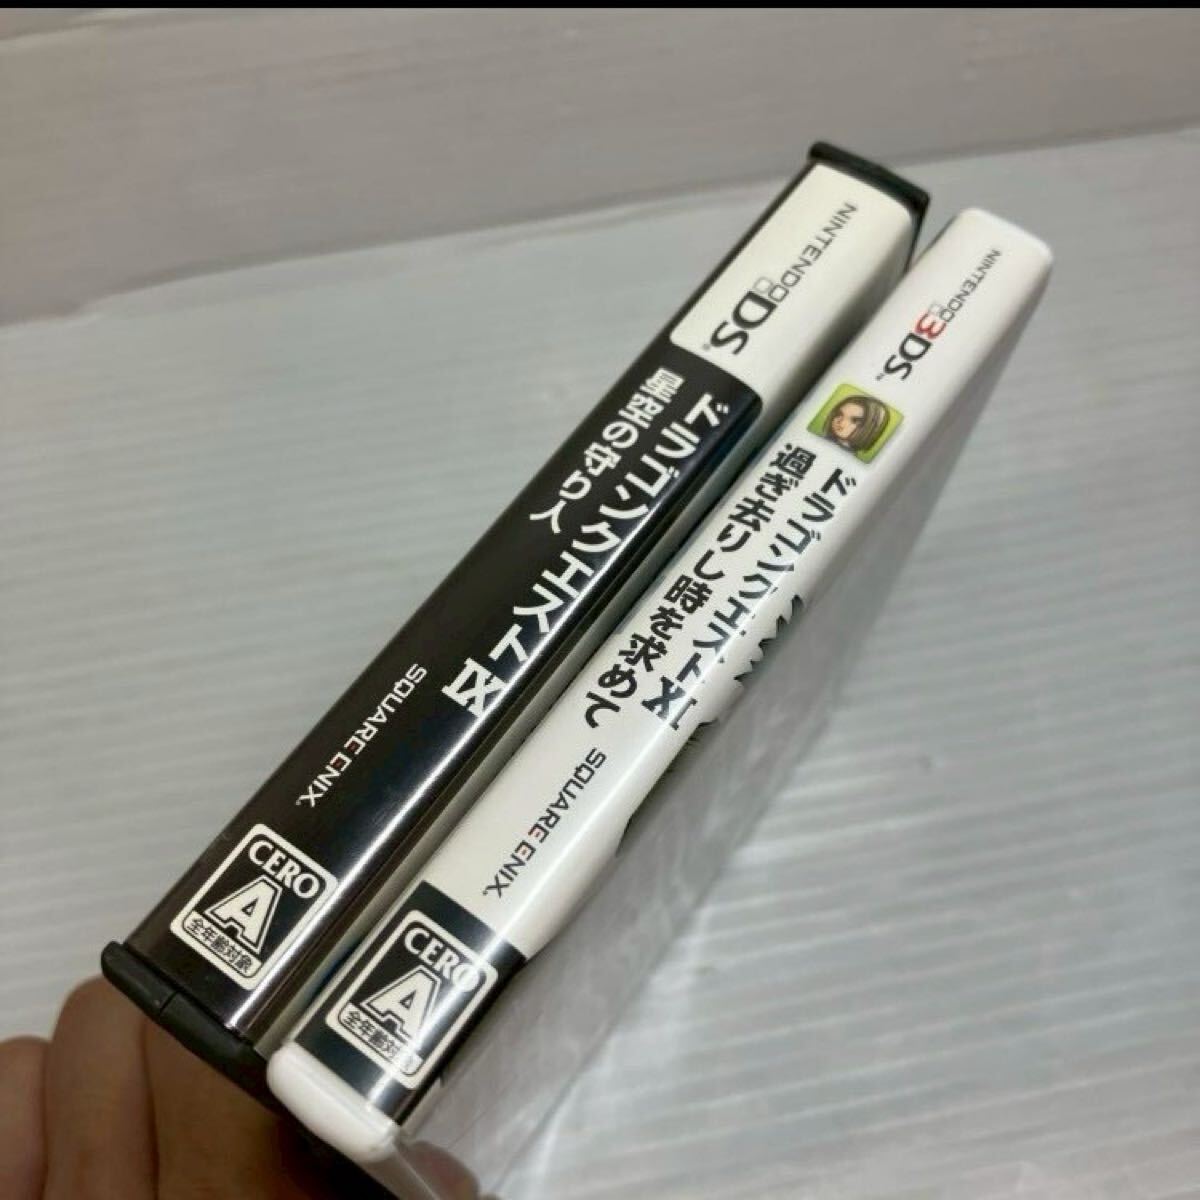 NINTENDO DS
ドラゴンクエストIX
星空の守り人
SQUARE ENIX
CERO
A
全年齢対象
NINTENDO 3DS
ドラゴンクエストXI
過ぎ去りし時を求めて
SQUARE ENIX
CERO
A
全年齢対象